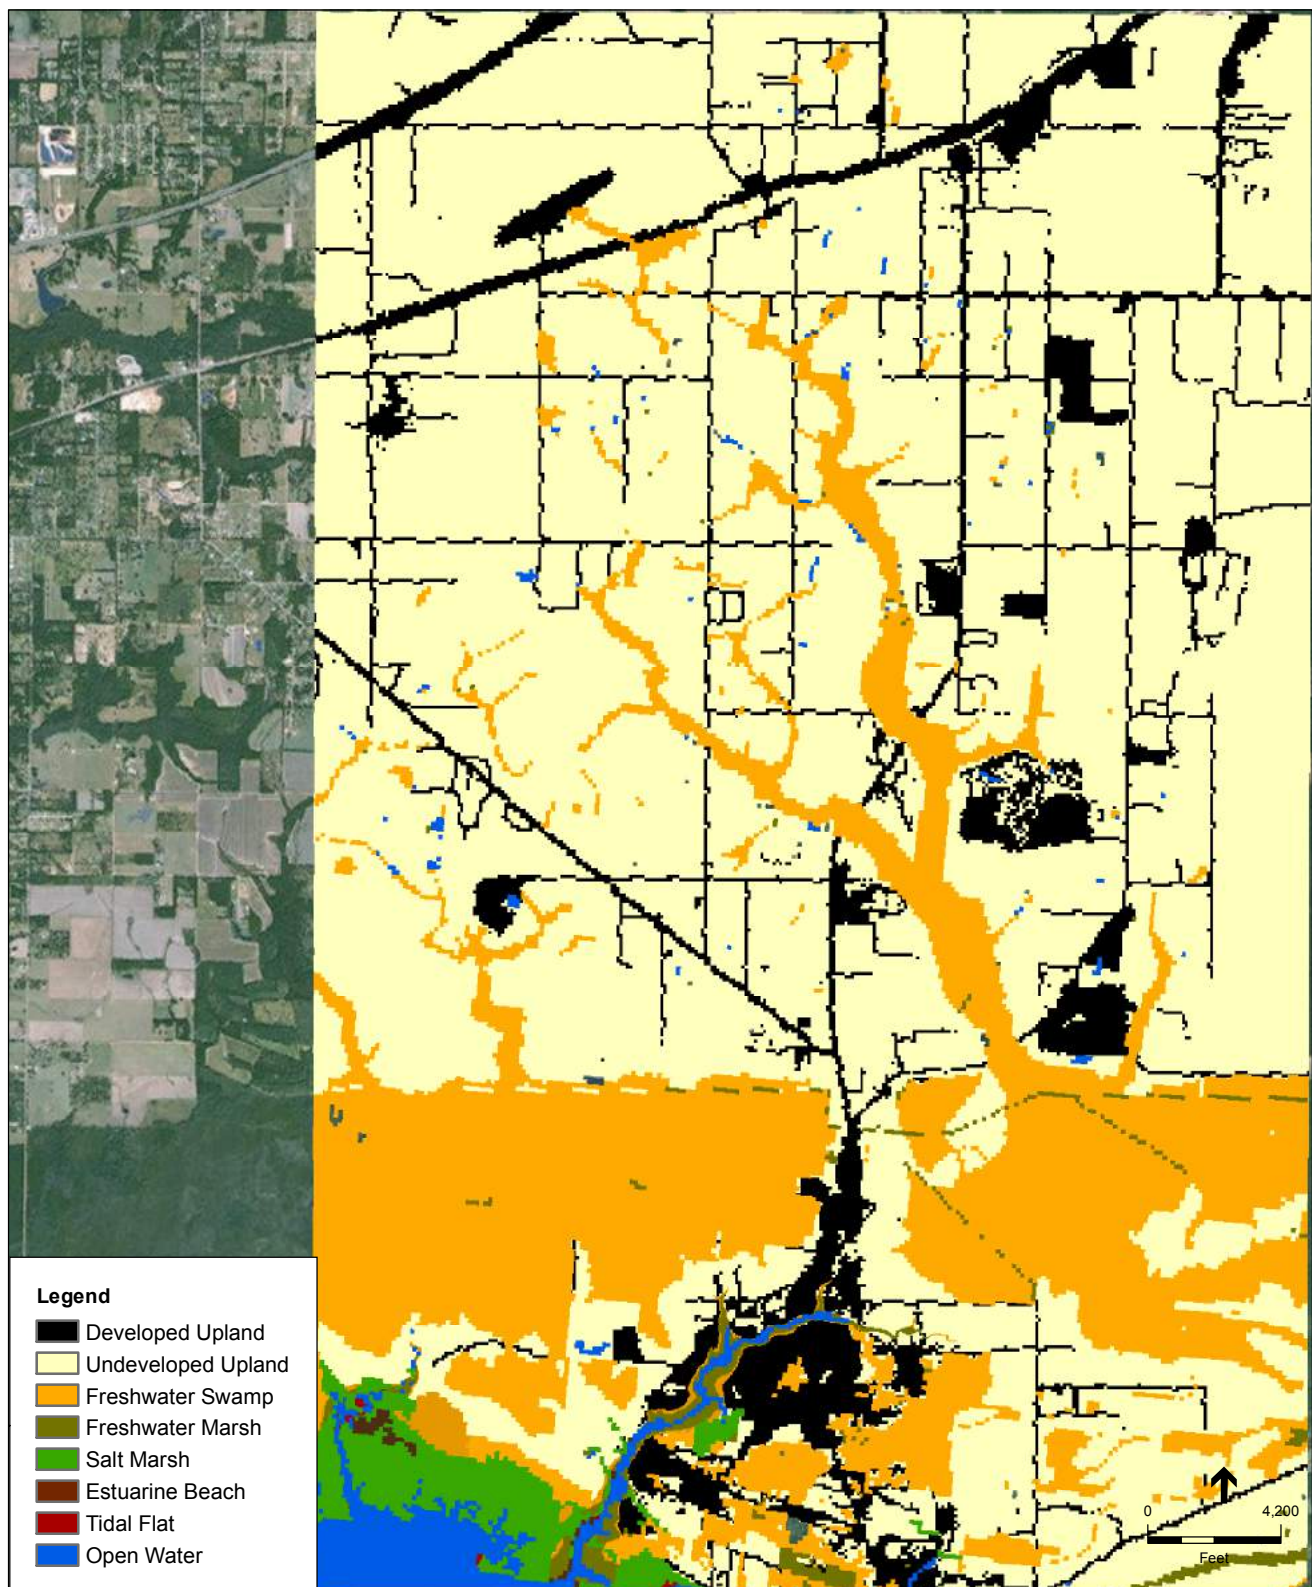 Legend
Developed Upland
Undeveloped Upland
Freshwater Swamp
Freshwater Marsh
Salt Marsh
Estuarine Beach
Tidal Flat
Open Water
0 4,200
Feet